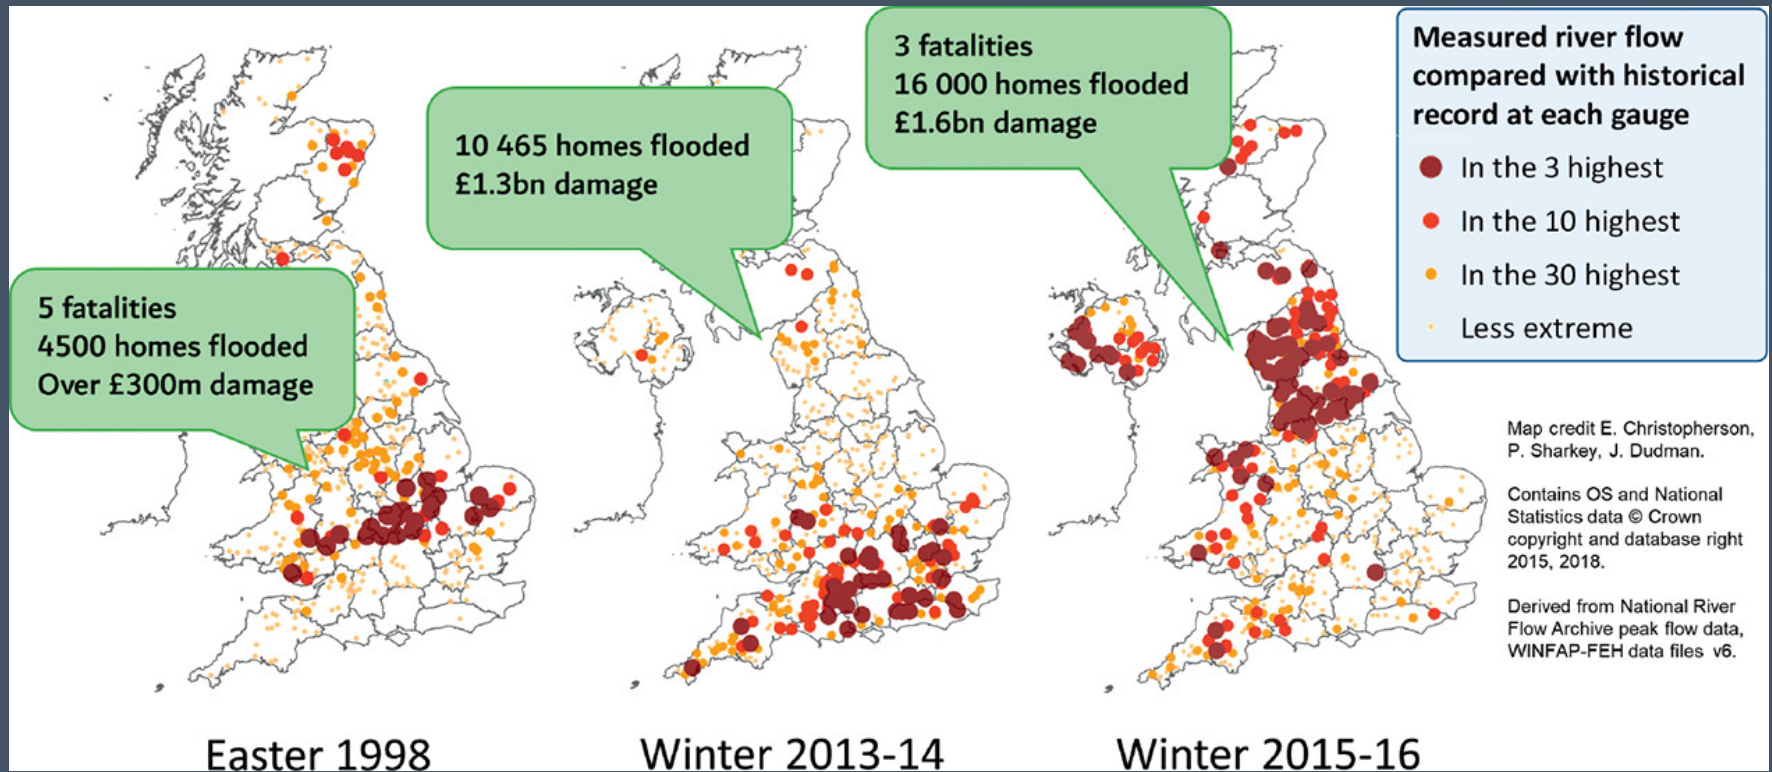 5 fatalities
4500 homes flooded
Over £300m damage
10 465 homes flooded
£1.3bn damage
3 fatalities
16 000 homes flooded
£1.6bn damage
Measured river flow
compared with historical
record at each gauge
In the 3 highest
In the 10 highest
In the 30 highest
Less extreme
Map credit E. Christopherson,
P. Sharkey, J. Dudman.
Contains OS and National
Statistics data © Crown
copyright and database right
2015, 2018.
Derived from National River
Flow Archive peak flow data,
WINFAP-FEH data files v6.
Easter 1998
Winter 2013-14
Winter 2015-16